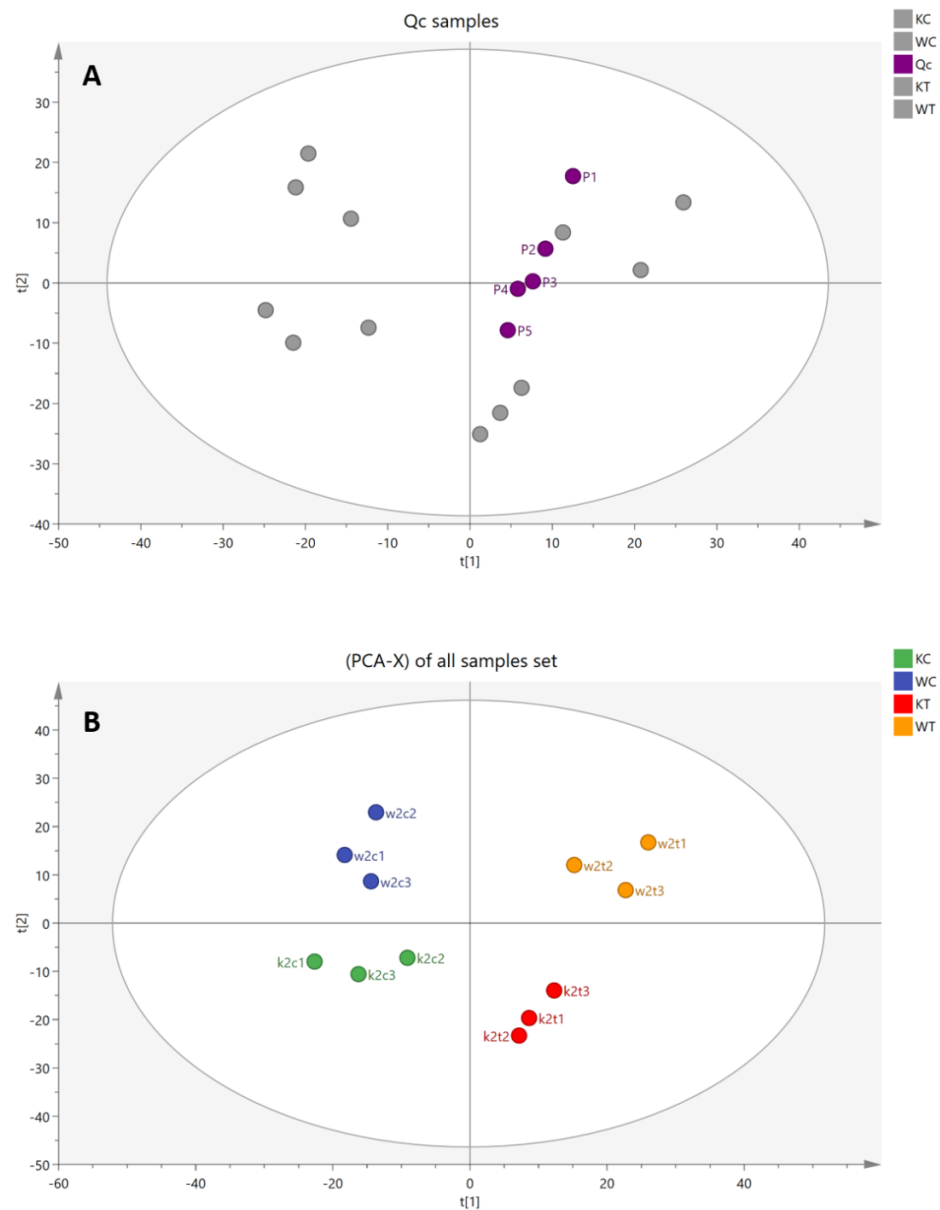 Qc samples
KC
WC
Qc
KT
WT
A
30
20
10
0
-10
-20
-30
-40
t[2]
P1
P2
P3
P4
P5
-50
-40
-30
-20
-10
0
10
20
30
40
t[1]
(PCA-X) of all samples set
KC
WC
KT
WT
B
40
30
20
10
0
-10
-20
-30
-40
-50
t[2]
w2c2
w2c1
w2c3
w2t1
w2t2
w2t3
k2c1
k2c2
k2c3
k2t3
k2t1
k2t2
-60
-40
-20
0
20
40
t[1]